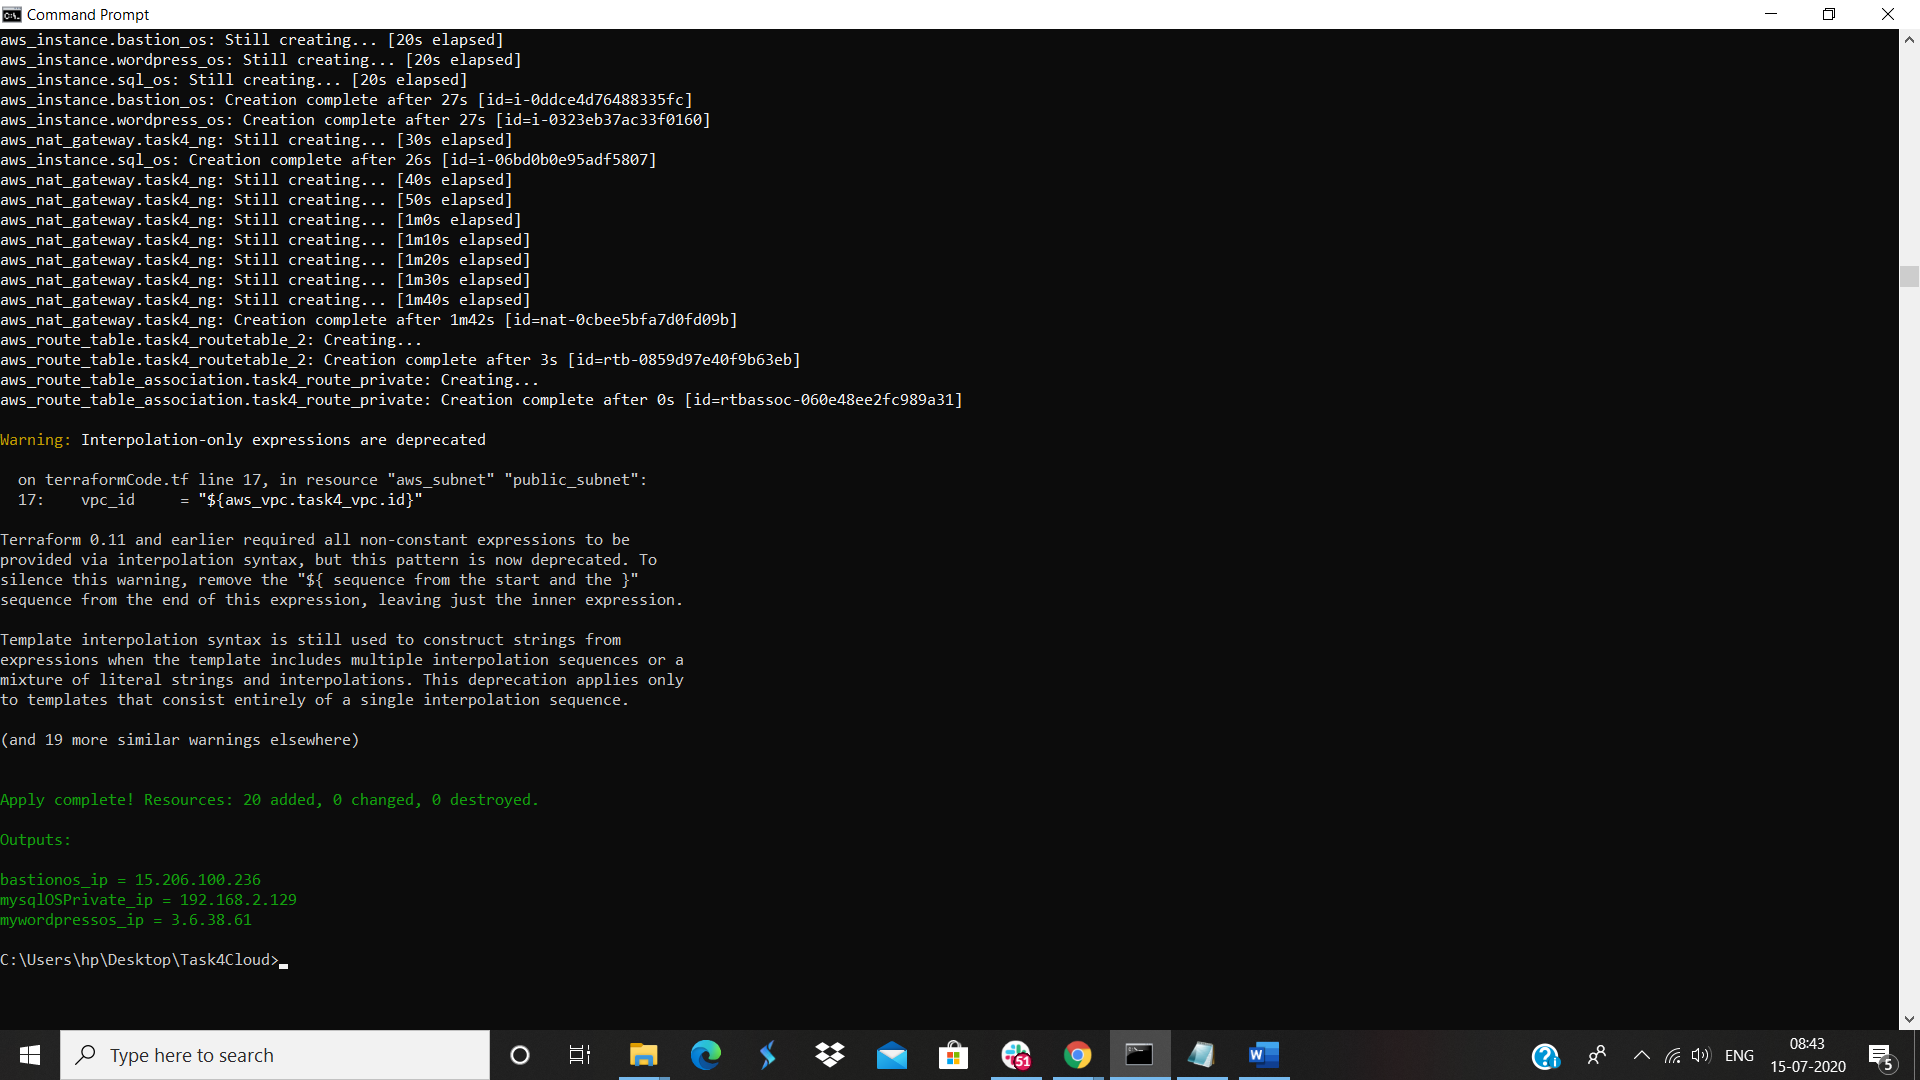 Command Prompt
aws_instance.bastion_os: Still creating... [20s elapsed]
aws_instance.wordpress_os: Still creating... [20s elapsed]
aws_instance.sql_os: Still creating... [20s elapsed]
aws_instance.bastion_os: Creation complete after 27s [id=i-0ddce4d76488335fc]
aws_instance.wordpress_os: Creation complete after 27s [id=i-0323eb37ac33f0160]
aws_nat_gateway.task4_ng: Still creating... [30s elapsed]
aws_instance.sql_os: Creation complete after 26s [id=i-06bd0b0e95adf5807]
aws_nat_gateway.task4_ng: Still creating... [40s elapsed]
aws_nat_gateway.task4_ng: Still creating... [50s elapsed]
aws_nat_gateway.task4_ng: Still creating... [1m0s elapsed]
aws_nat_gateway.task4_ng: Still creating... [1m10s elapsed]
aws_nat_gateway.task4_ng: Still creating... [1m20s elapsed]
aws_nat_gateway.task4_ng: Still creating... [1m30s elapsed]
aws_nat_gateway.task4_ng: Still creating... [1m40s elapsed]
aws_nat_gateway.task4_ng: Creation complete after 1m42s [id=nat-0cbee5bfa7d0fd09b]
aws_route_table.task4_routetable_2: Creating...
aws_route_table.task4_routetable_2: Creation complete after 3s [id=rtb-0859d97e40f9b63eb]
aws_route_table_association.task4_route_private: Creating...
aws_route_table_association.task4_route_private: Creation complete after 0s [id=rtbassoc-060e48ee2fc989a31]
Warning: Interpolation-only expressions are deprecated
on terraformCode.tf line 17, in resource "aws_subnet" "public_subnet":
17:    vpc_id     = "${aws_vpc.task4_vpc.id}"
Terraform 0.11 and earlier required all non-constant expressions to be
provided via interpolation syntax, but this pattern is now deprecated. To
silence this warning, remove the "${ sequence from the start and the }"
sequence from the end of this expression, leaving just the inner expression.
Template interpolation syntax is still used to construct strings from
expressions when the template includes multiple interpolation sequences or a
mixture of literal strings and interpolations. This deprecation applies only
to templates that consist entirely of a single interpolation sequence.
(and 19 more similar warnings elsewhere)
Apply complete! Resources: 20 added, 0 changed, 0 destroyed.
Outputs:
bastionos_ip = 15.206.100.236
mysqlOSPrivate_ip = 192.168.2.129
mywordpressos_ip = 3.6.38.61
C:\Users\hp\Desktop\Task4Cloud>
Type here to search
51
W
ENG
08:43
15-07-2020
5